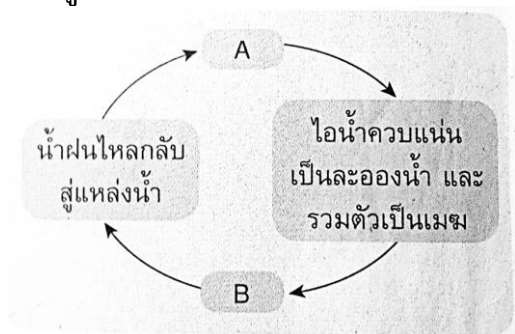 A
น้ำฝนไหลกลับ
สู่แหล่งน้ำ
ไอน้ำควบแน่น
เป็นละอองน้ำ และ
รวมตัวเป็นเมฆ
B